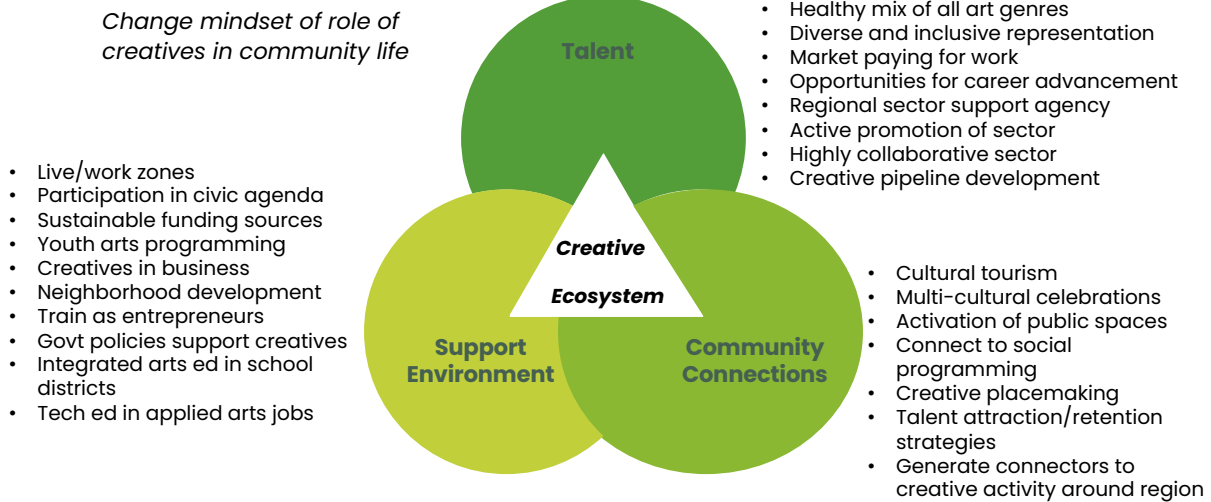 Change mindset of role of
creatives in community life
Talent
• Healthy mix of all art genres
• Diverse and inclusive representation
• Market paying for work
• Opportunities for career advancement
• Regional sector support agency
• Active promotion of sector
• Highly collaborative sector
• Creative pipeline development
• Live/work zones
• Participation in civic agenda
• Sustainable funding sources
• Youth arts programming
• Creatives in business
• Neighborhood development
• Train as entrepreneurs
• Govt policies support creatives
• Integrated arts ed in school
districts
• Tech ed in applied arts jobs
Creative
Ecosystem
Support
Environment
Community
Connections
• Cultural tourism
• Multi-cultural celebrations
• Activation of public spaces
• Connect to social
programming
• Creative placemaking
• Talent attraction/retention
strategies
• Generate connectors to
creative activity around region